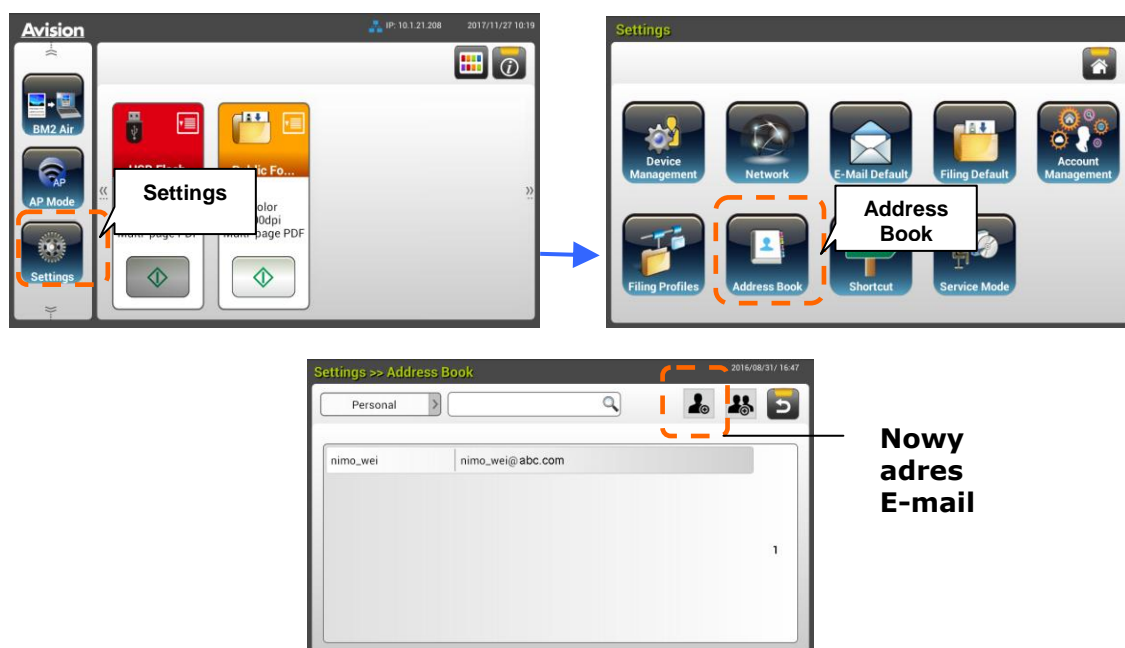 Avision
IP: 10.1.21.208 2017/11/27 10:19
BM2 Air
AP
AP Mode
Settings
Public Fo...
Settings
Multi-page PDF
Settings
Device
Management
Network
E-Mail Default
Filing Default
Account
Management
Address
Book
Filing Profiles
Address Book
Shortcut
Service Mode
Settings >> Address Book
2016/08/31/ 16:47
Personal
nimo_wei nimo_wei@abc.com
1
Nowy
adres
E-mail